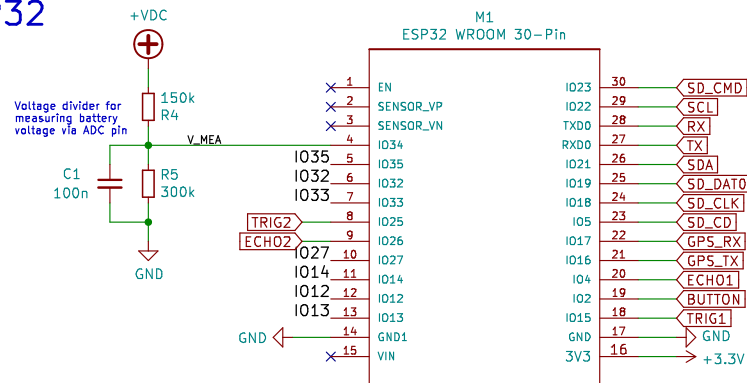 32
+VDC
M1
ESP32 WROOM 30-Pin
Voltage divider for
measuring battery
voltage via ADC pin
150k
R4
V_MEA
C1
100n
R5
300k
GND
1 EN
2 SENSOR_VP
3 SENSOR_VN
4 IO34
IO35 5 IO35
IO32 6 IO32
IO33 7 IO33
TRIG2 8 IO25
ECHO2 9 IO26
IO27 10 IO27
IO14 11 IO14
IO12 12 IO12
IO13 13 IO13
GND 14 GND1
15 VIN
IO23 30 SD_CMD
IO22 29 SCL
TXD0 28 RX
RXD0 27 TX
IO21 26 SDA
IO19 25 SD_DAT0
IO18 24 SD_CLK
IO5 23 SD_CD
IO17 22 GPS_RX
IO16 21 GPS_TX
IO4 20 ECHO1
IO2 19 BUTTON
IO15 18 TRIG1
GND 17 GND
3V3 16 +3.3V